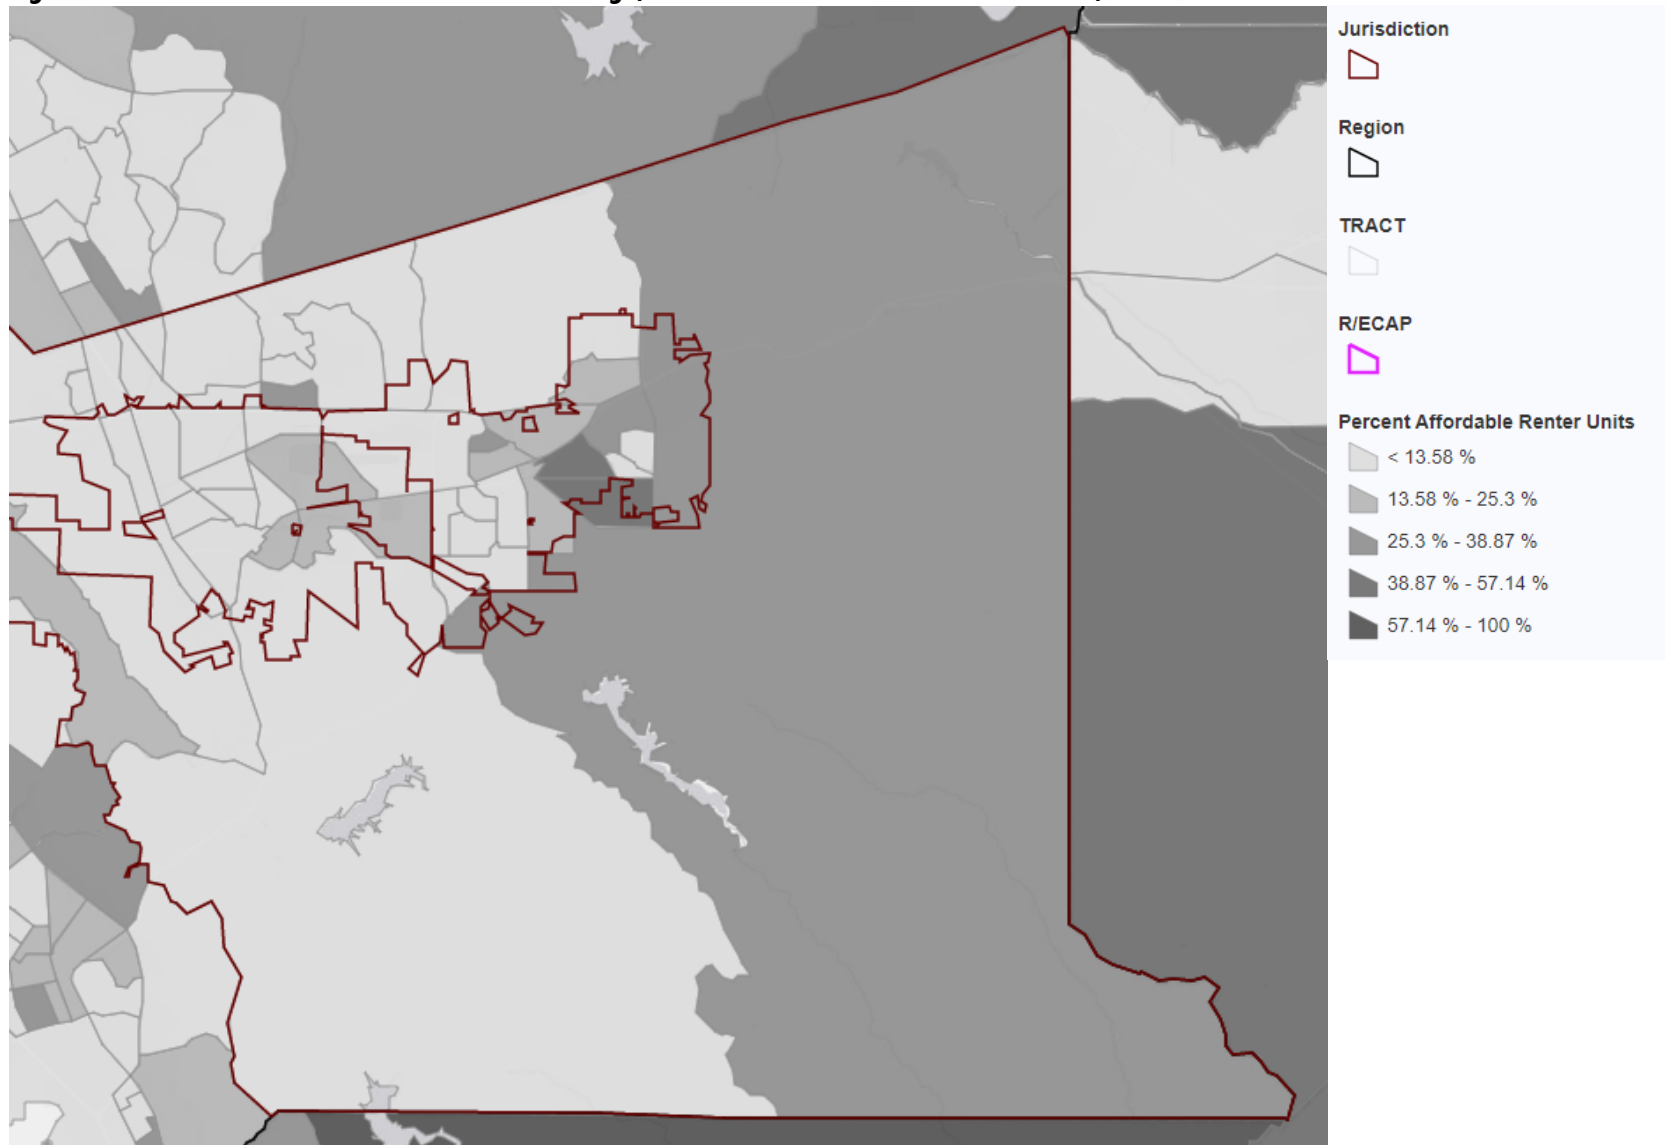 Jurisdiction
Region
TRACT
R/ECAP
Percent Affordable Renter Units
< 13.58 %
13.58 % - 25.3 %
25.3 % - 38.87 %
38.87 % - 57.14 %
57.14 % - 100 %